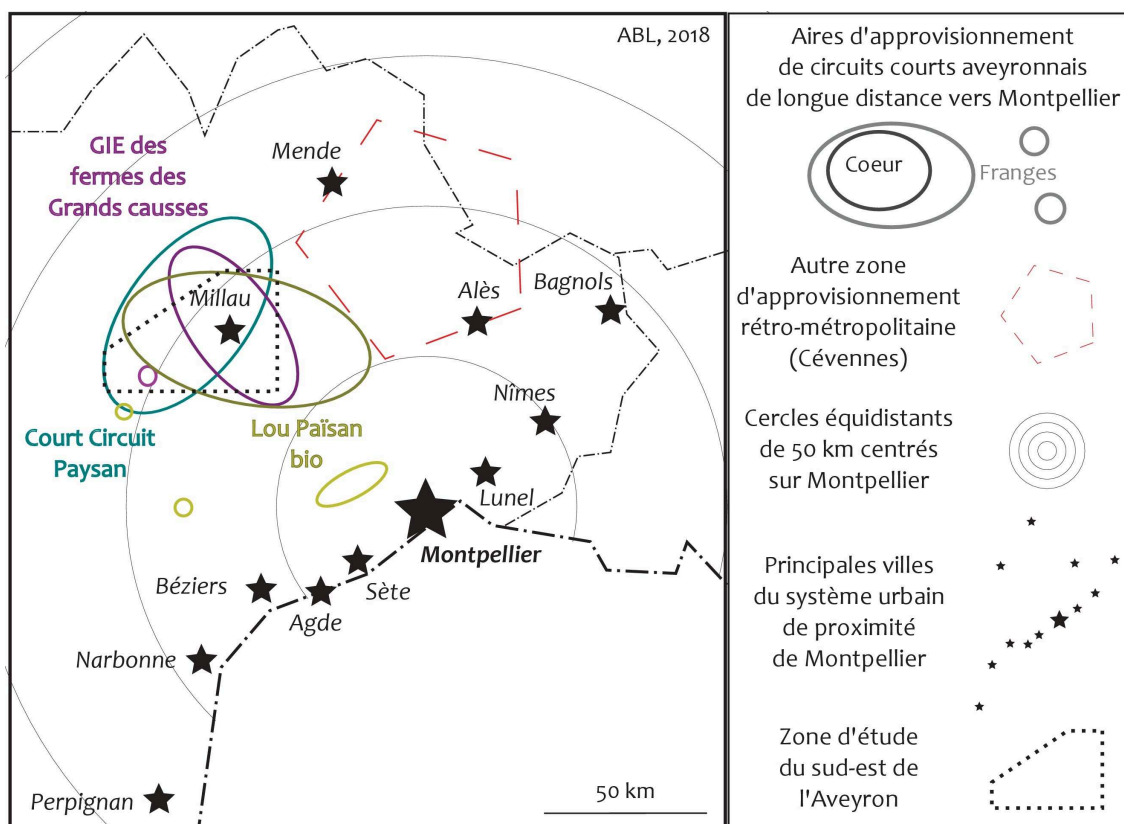 ABL, 2018
GIE des
fermes des
Grands causses
Mende
Millau
Alès
Bagnols
Nîmes
Court Circuit
Paysan
Lou Païsan
bio
Lunel
Montpellier
Sète
Béziers
Agde
Narbonne
Perpignan
50 km
Aires d'approvisionnement
de circuits courts aveyronnais
de longue distance vers Montpellier
Coeur
Franges
Autre zone
d'approvisionnement
rétro-métropolitaine
(Cévennes)
Cercles équidistants
de 50 km centrés
sur Montpellier
Principales villes
du système urbain
de proximité
de Montpellier
Zone d'étude
du sud-est de
l'Aveyron